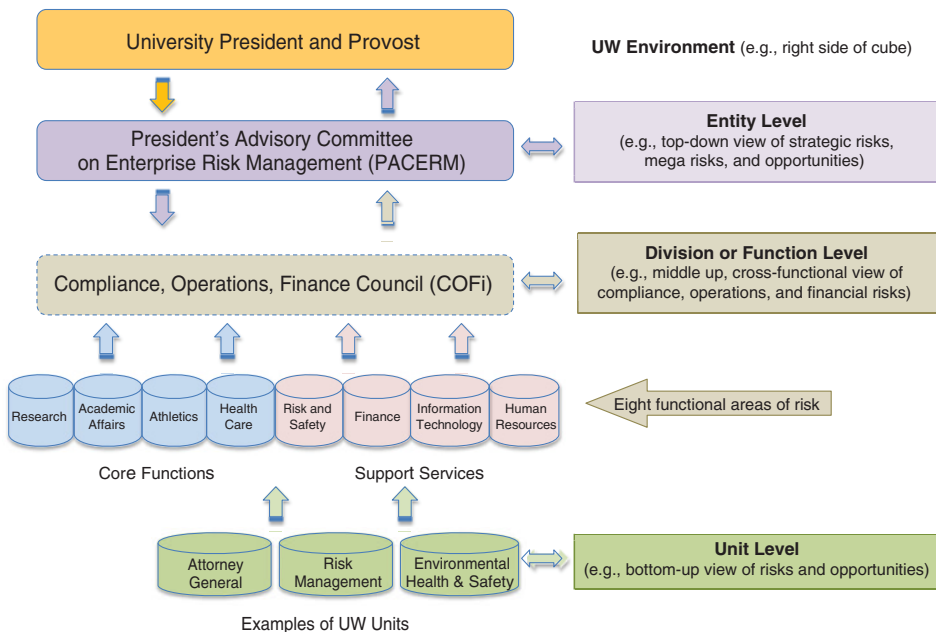 University President and Provost
UW Environment (e.g., right side of cube)
President's Advisory Committee
on Enterprise Risk Management (PACERM)
Entity Level
(e.g., top-down view of strategic risks,
mega risks, and opportunities)
Compliance, Operations, Finance Council (COFi)
Division or Function Level
(e.g., middle up, cross-functional view of
compliance, operations, and financial risks)
Research
Academic
Affairs
Athletics
Health
Care
Risk and
Safety
Finance
Information
Technology
Human
Resources
Eight functional areas of risk
Core Functions
Support Services
Attorney
General
Risk
Management
Environmental
Health & Safety
Unit Level
(e.g., bottom-up view of risks and opportunities)
Examples of UW Units